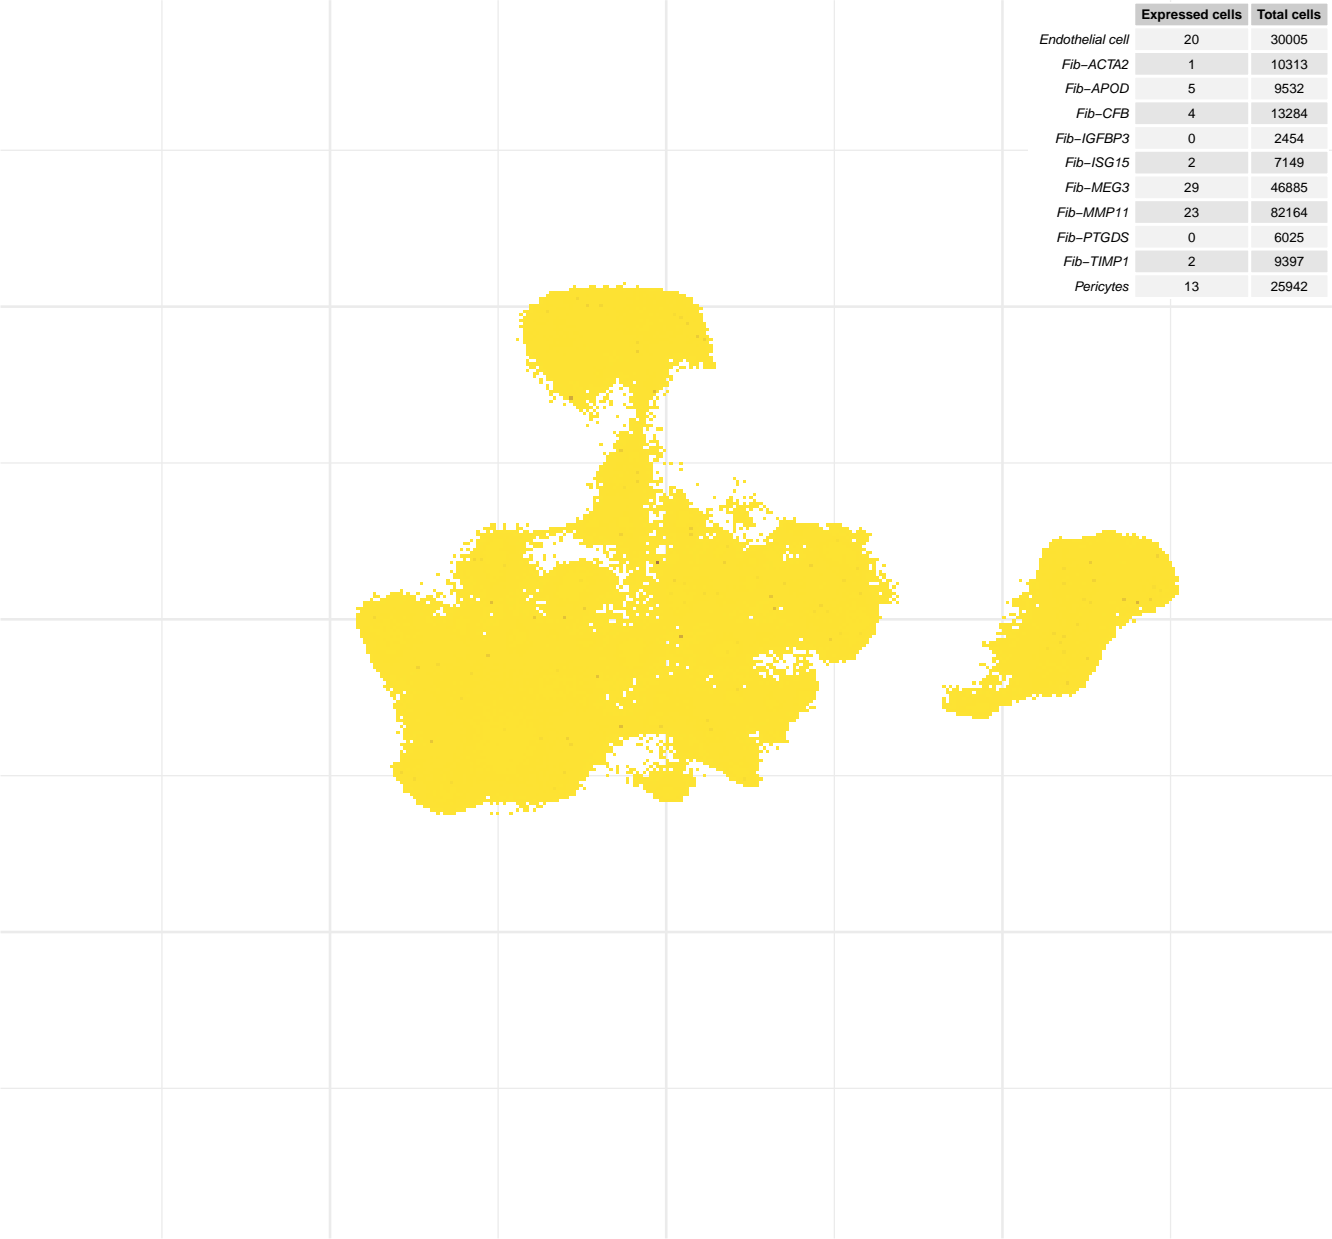 Expressed cells Total cells
Endothelial cell 20 30005
Fib−ACTA2 1 10313
Fib−APOD 5 9532
Fib−CFB 4 13284
Fib−IGFBP3 0 2454
Fib−ISG15 2 7149
Fib−MEG3 29 46885
Fib−MMP11 23 82164
Fib−PTGDS 0 6025
Fib−TIMP1 2 9397
Pericytes 13 25942